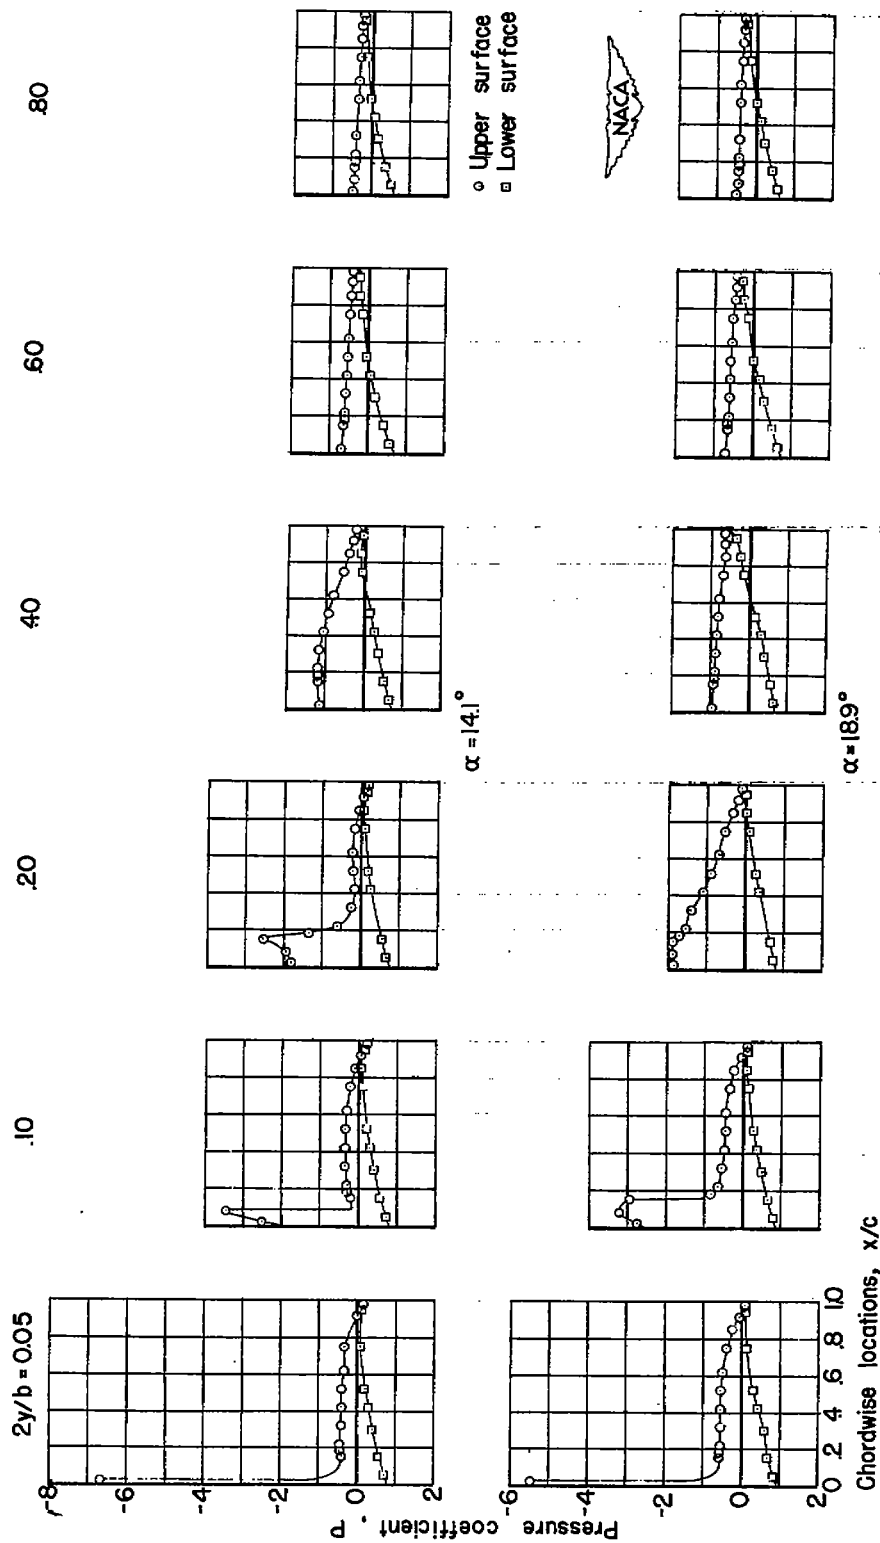 2y/b = 0.05
.10
.20
.40
.60
.80
-8
-6
-4
-2
0
2
α = 14.1°
Upper surface
Lower surface
NACA
Pressure coefficient, P
-6
-4
-2
0
2
0 .2 .4 .6 .8 1.0
Chordwise locations, x/c
α = 18.9°